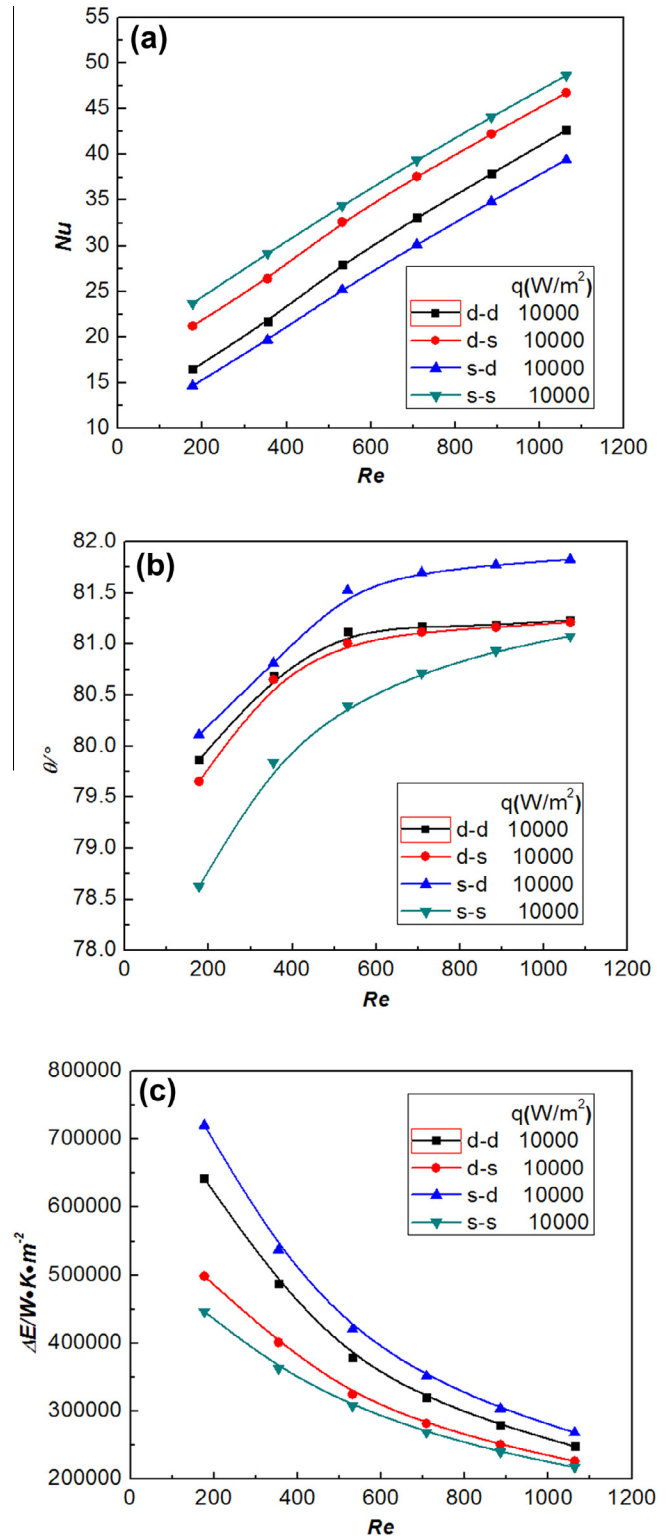 (a)
55
50
45
40
35
30
25
20
15
10
Nu
0 200 400 600 800 1000 1200
Re
q(W/m²)
d-d 10000
d-s 10000
s-d 10000
s-s 10000
(b)
82.0
81.5
81.0
80.5
80.0
79.5
79.0
78.5
78.0
θ/°
0 200 400 600 800 1000 1200
Re
q(W/m²)
d-d 10000
d-s 10000
s-d 10000
s-s 10000
(c)
800000
700000
600000
500000
400000
300000
200000
ΔE/W•K•m⁻²
0 200 400 600 800 1000 1200
Re
q(W/m²)
d-d 10000
d-s 10000
s-d 10000
s-s 10000